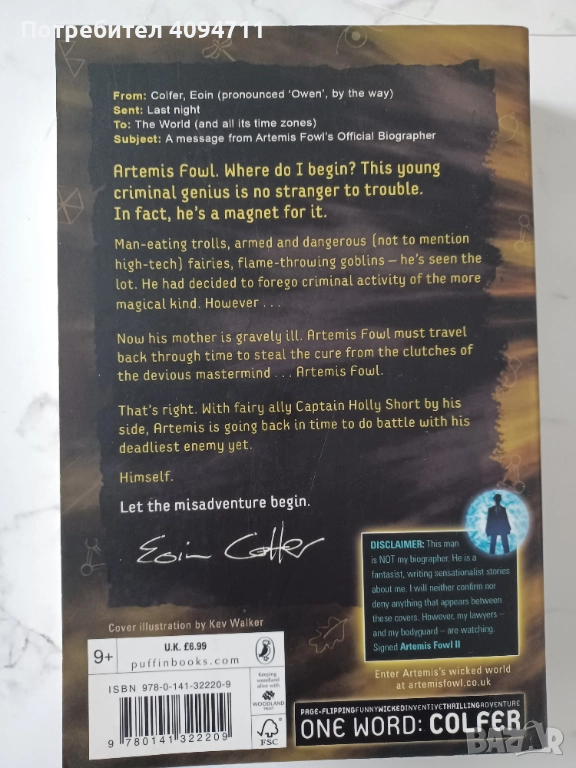 Потребител 4094711
From: Colfer, Eoin (pronounced 'Owen', by the way)
Sent: Last night
To: The World (and all its time zones)
Subject: A message from Artemis Fowl's Official Biographer
Artemis Fowl. Where do I begin? This young
criminal genius is no stranger to trouble.
In fact, he's a magnet for it.
Man-eating trolls, armed and dangerous (not to mention
high-tech) fairies, flame-throwing goblins – he's seen the
lot. He had decided to forego criminal activity of the more
magical kind. However . . .
Now his mother is gravely ill. Artemis Fowl must travel
back through time to steal the cure from the clutches of
the devious mastermind . . . Artemis Fowl.
That's right. With fairy ally Captain Holly Short by his
side, Artemis is going back in time to do battle with his
deadliest enemy yet.
Himself.
Let the misadventure begin.
Eoin Colfer
DISCLAIMER: This man
is NOT my biographer. He is a
fantasist, writing sensationalist stories
about me. I will neither confirm nor
deny anything that appears between
these covers. However, my lawyers –
and my bodyguard – are watching.
Signed Artemis Fowl II
Cover illustration by Kev Walker
9+
U.K. £6.99
puffinbooks.com
Keeping
woodland
alive with
WOODLAND
TRUST
FSC
ISBN 978-0-141-32220-9
9 780141 322209
Enter Artemis's wicked world
at artemisfowl.co.uk
PAGE-FLIPPINGFUNNYWICKEDINVENTIVETHRILLINGADVENTURE
ONE WORD: COLFER
BAZAR